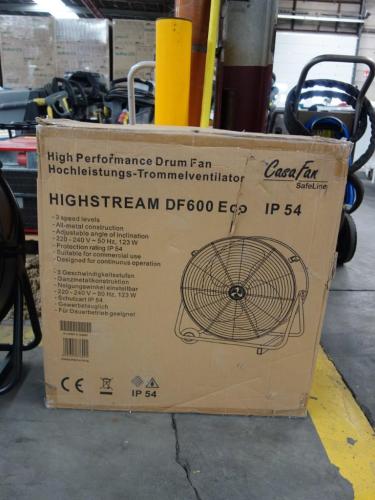 High Performance Drum Fan
Hochleistungs-Trommelventilator
CasaFan
SafeLine
HIGHSTREAM DF600 Eco IP 54
- 3 speed levels
- All-metal construction
- Adjustable angle of inclination
- 220 - 240 V ~ 50 Hz, 123 W
- Protection rating IP 54
- Suitable for commercial use
- Designed for continuous operation
- 3 Geschwindigkeitsstufen
- Ganzmetallkonstruktion
- Neigungswinkel einstellbar
- 220 - 240 V ~ 50 Hz, 123 W
- Schutzart IP 54
- Gewerbetauglich
- Für Dauerbetrieb geeignet
CE
IP 54